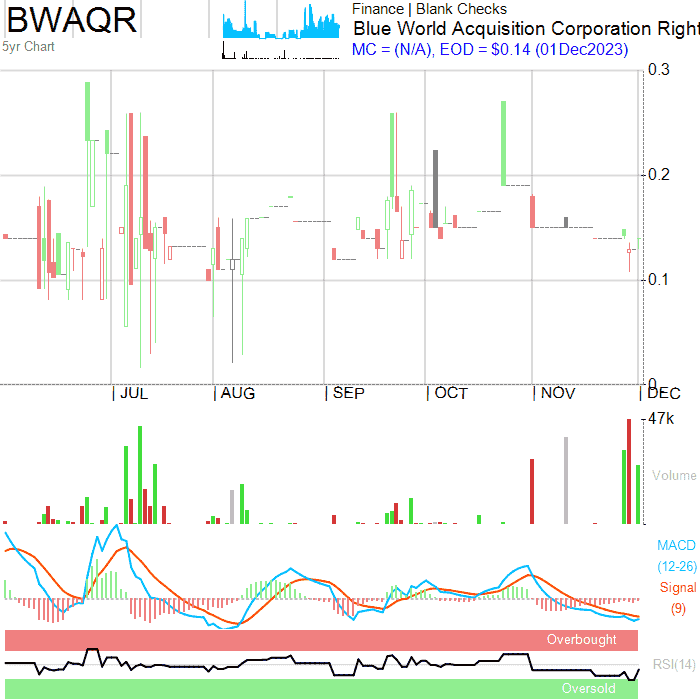 BWAQR
5yr Chart
Finance | Blank Checks
Blue World Acquisition Corporation Right
MC = (N/A), EOD = $0.14 (01Dec2023)
0.3
0.2
0.1
0
JUL AUG SEP OCT NOV DEC
47k
Volume
MACD
(12-26)
Signal
(9)
Overbought
RSI(14)
Oversold